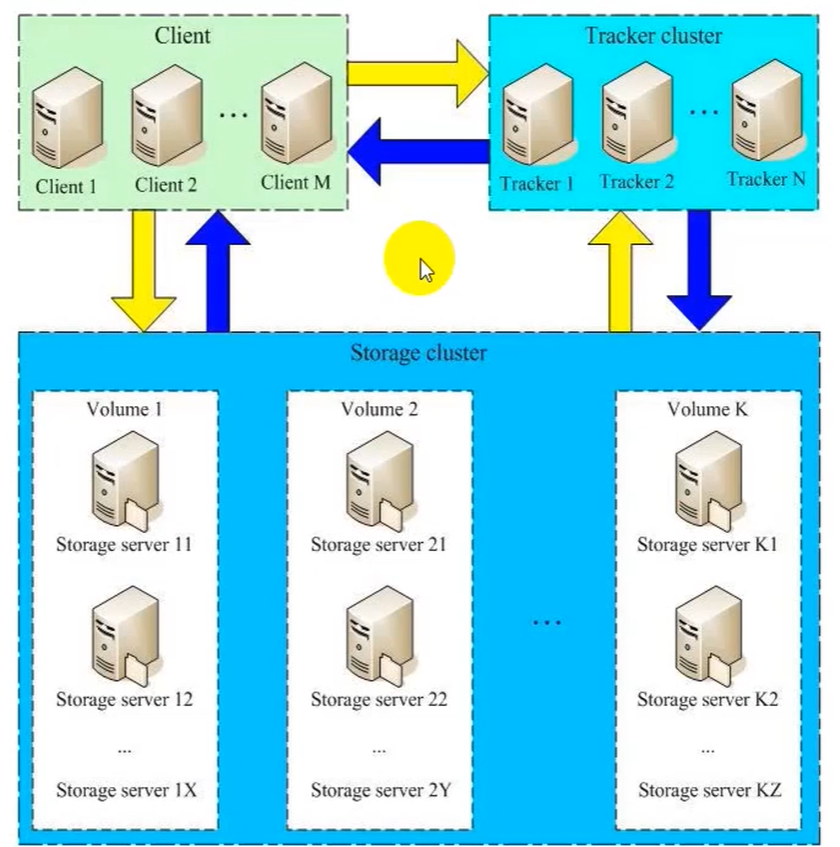 Client
Tracker cluster
...
...
Client 1
Client 2
Client M
Tracker 1
Tracker 2
Tracker N
Storage cluster
Volume 1
Volume 2
Volume K
Storage server 11
Storage server 21
Storage server K1
...
Storage server 12
Storage server 22
Storage server K2
...
...
...
Storage server 1X
Storage server 2Y
Storage server KZ